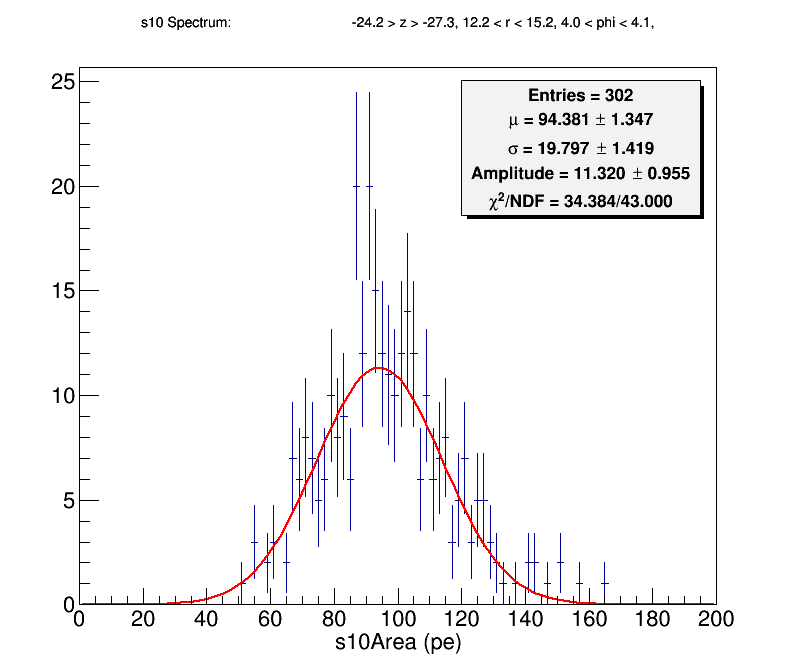 s10 Spectrum: -24.2 > z > -27.3, 12.2 < r < 15.2, 4.0 < phi < 4.1,
Entries = 302
μ = 94.381 ± 1.347
σ = 19.797 ± 1.419
Amplitude = 11.320 ± 0.955
χ²/NDF = 34.384/43.000
25
20
15
10
5
0
0 20 40 60 80 100 120 140 160 180 200
s10Area (pe)